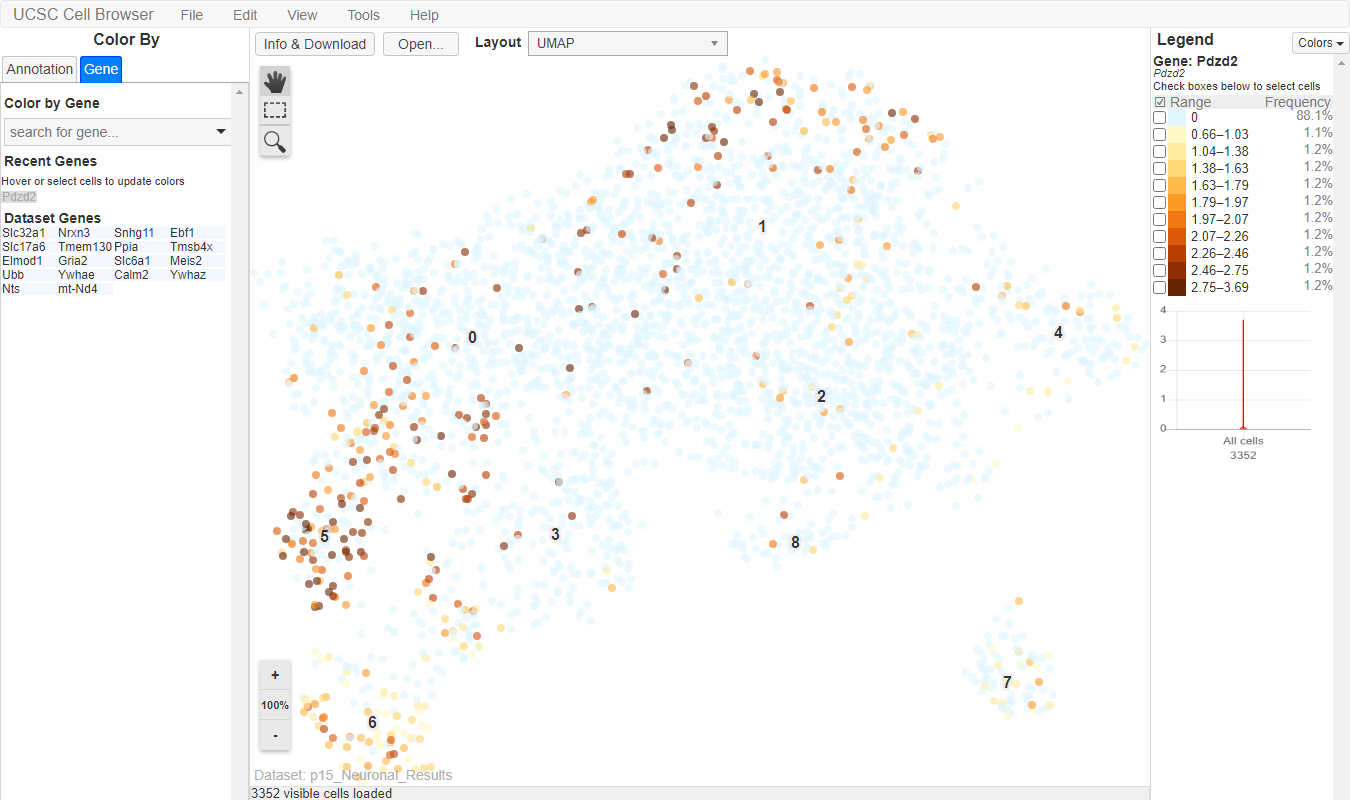 UCSC Cell Browser File Edit View Tools Help
Color By
Annotation Gene
Color by Gene
search for gene...
Recent Genes
Hover or select cells to update colors
Pdzd2
Dataset Genes
Slc32a1 Nrxn3 Snhg11 Ebf1
Slc17a6 Tmem130 Ppia Tmsb4x
Elmod1 Gria2 Slc6a1 Meis2
Ubb Ywhae Calm2 Ywhaz
Nts mt-Nd4
Info & Download Open... Layout UMAP
1
0
4
2
5
3
8
7
6
+
100%
-
Dataset: p15_Neuronal_Results
3352 visible cells loaded
Legend Colors
Gene: Pdzd2
Pdzd2
Check boxes below to select cells
Range Frequency
0 88.1%
0.66–1.03 1.1%
1.04–1.38 1.2%
1.38–1.63 1.2%
1.63–1.79 1.2%
1.79–1.97 1.2%
1.97–2.07 1.2%
2.07–2.26 1.2%
2.26–2.46 1.2%
2.46–2.75 1.2%
2.75–3.69 1.2%
4
3
2
1
0
All cells
3352